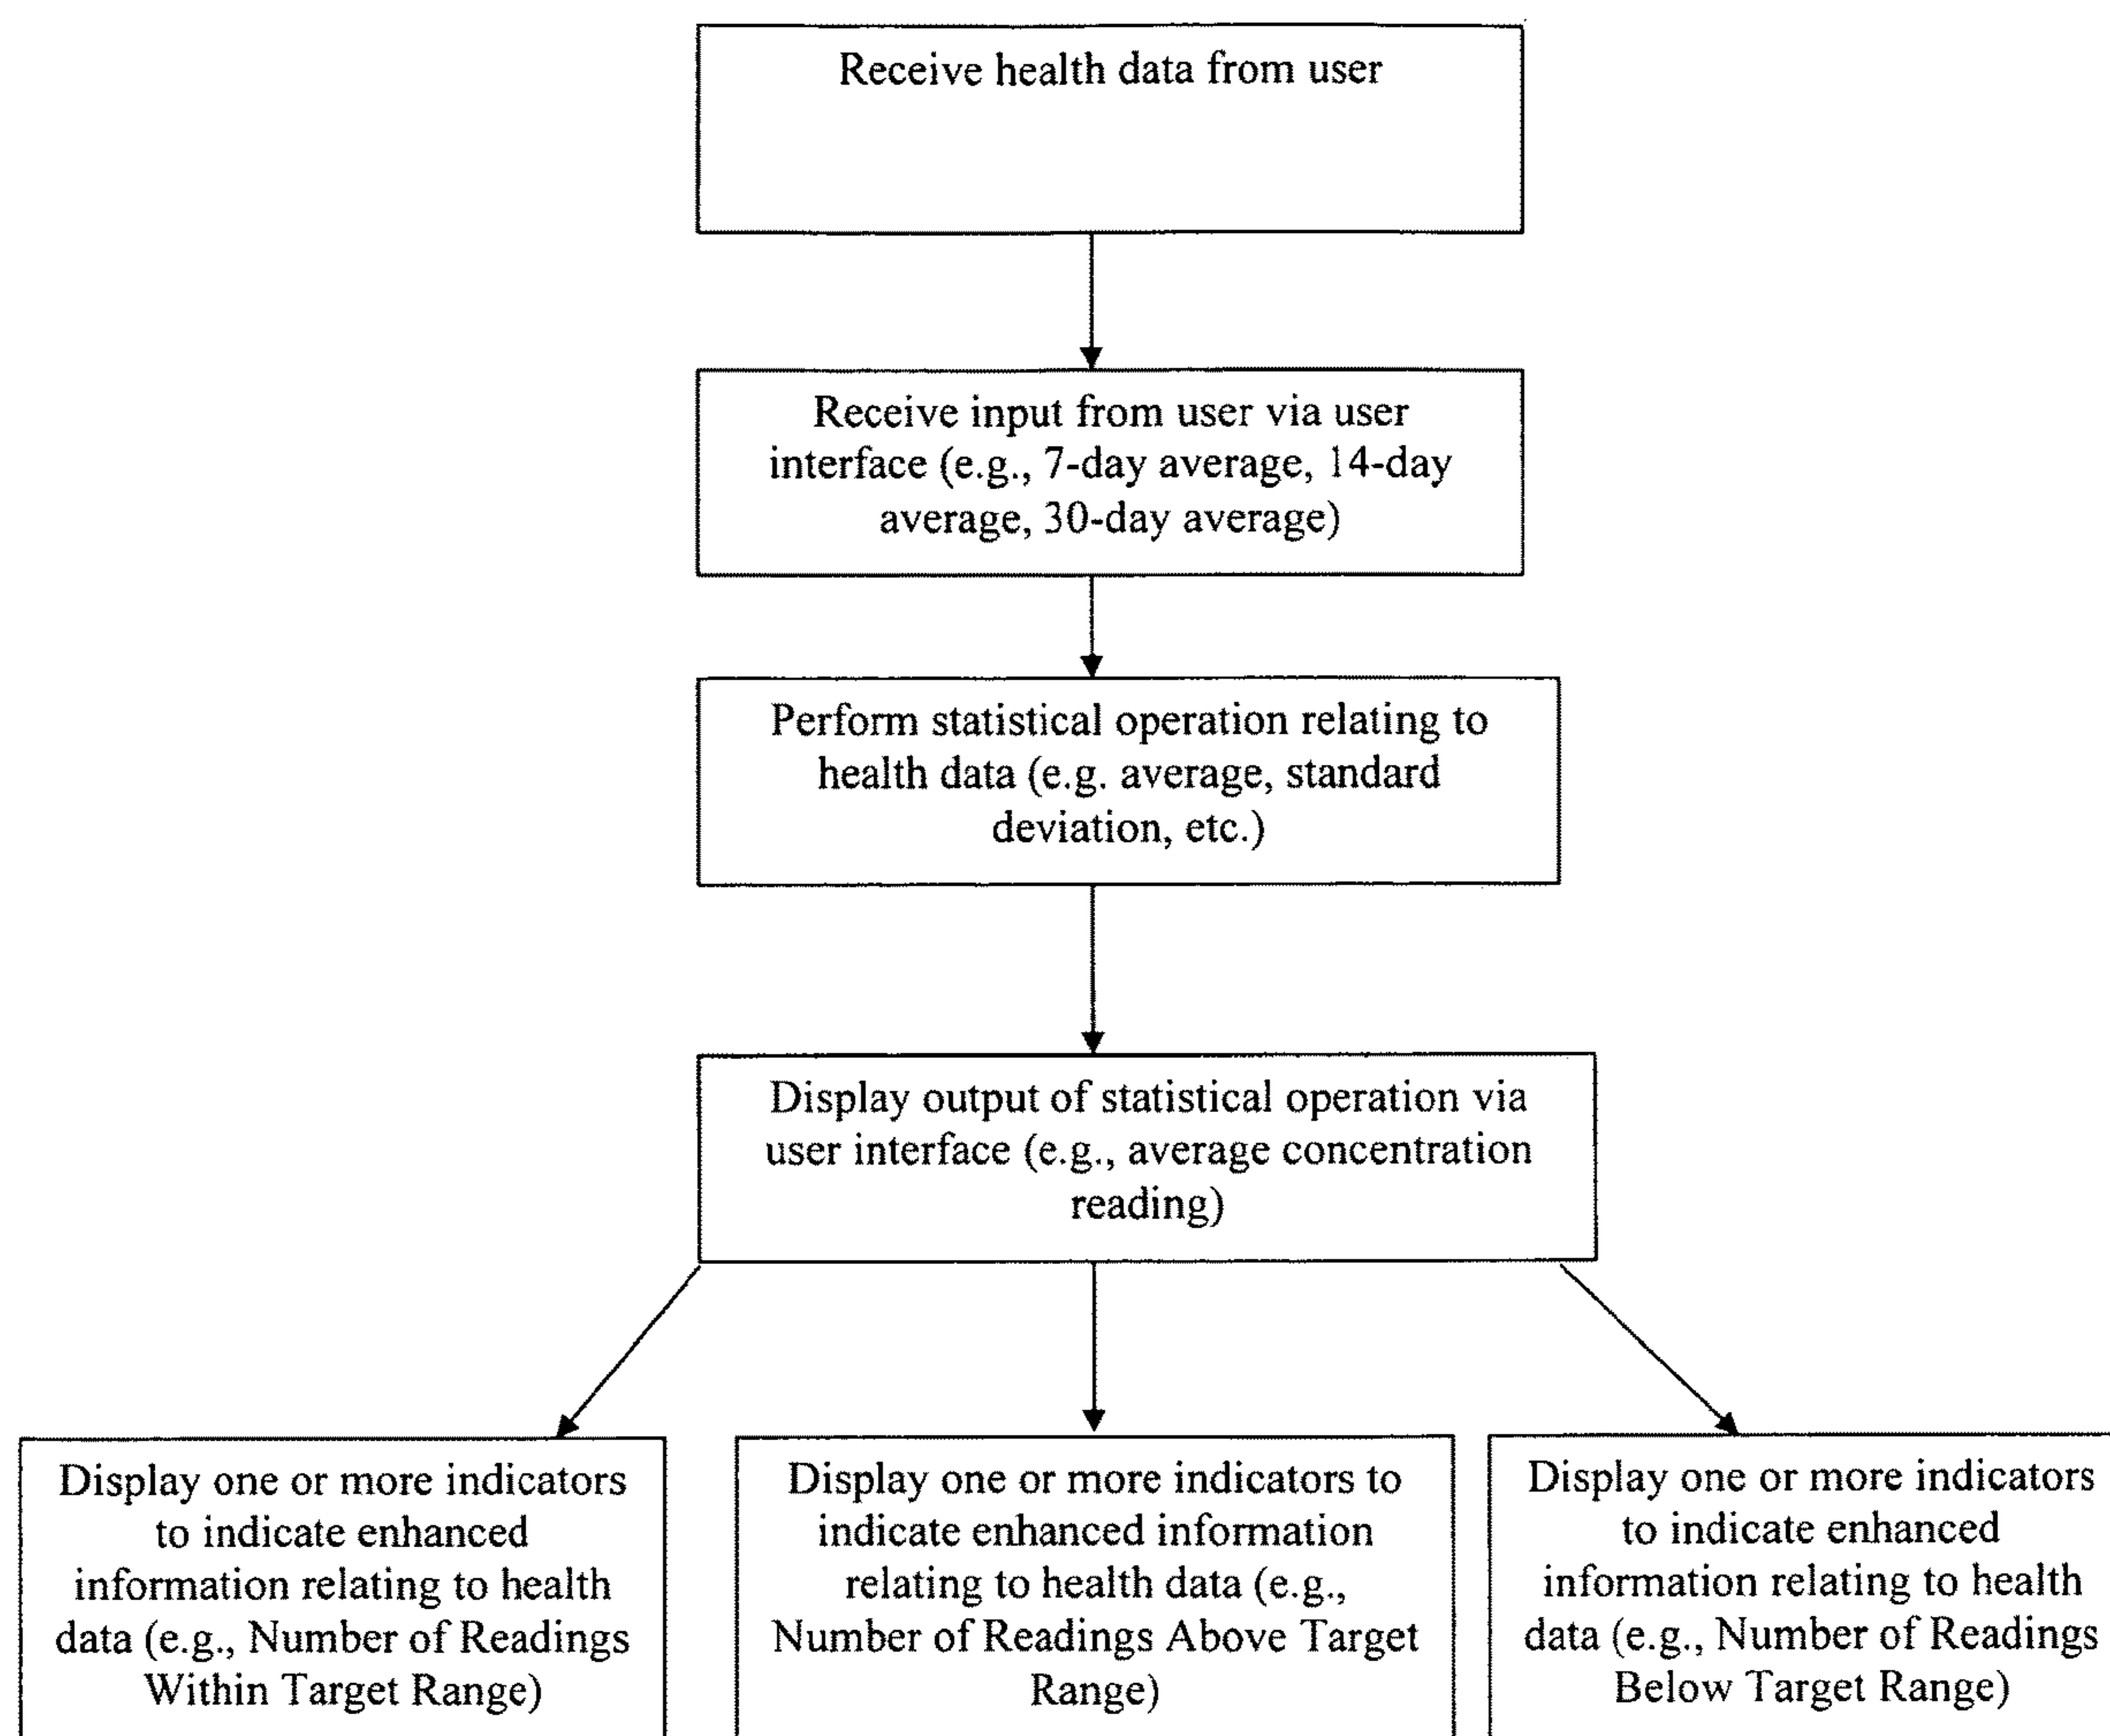 Receive health data from user
Receive input from user via user
interface (e.g., 7-day average, 14-day
average, 30-day average)
Perform statistical operation relating to
health data (e.g. average, standard
deviation, etc.)
Display output of statistical operation via
user interface (e.g., average concentration
reading)
Display one or more indicators
to indicate enhanced
information relating to health
data (e.g., Number of Readings
Within Target Range)
Display one or more indicators to
indicate enhanced information
relating to health data (e.g.,
Number of Readings Above Target
Range)
Display one or more indicators
to indicate enhanced
information relating to health
data (e.g., Number of Readings
Below Target Range)